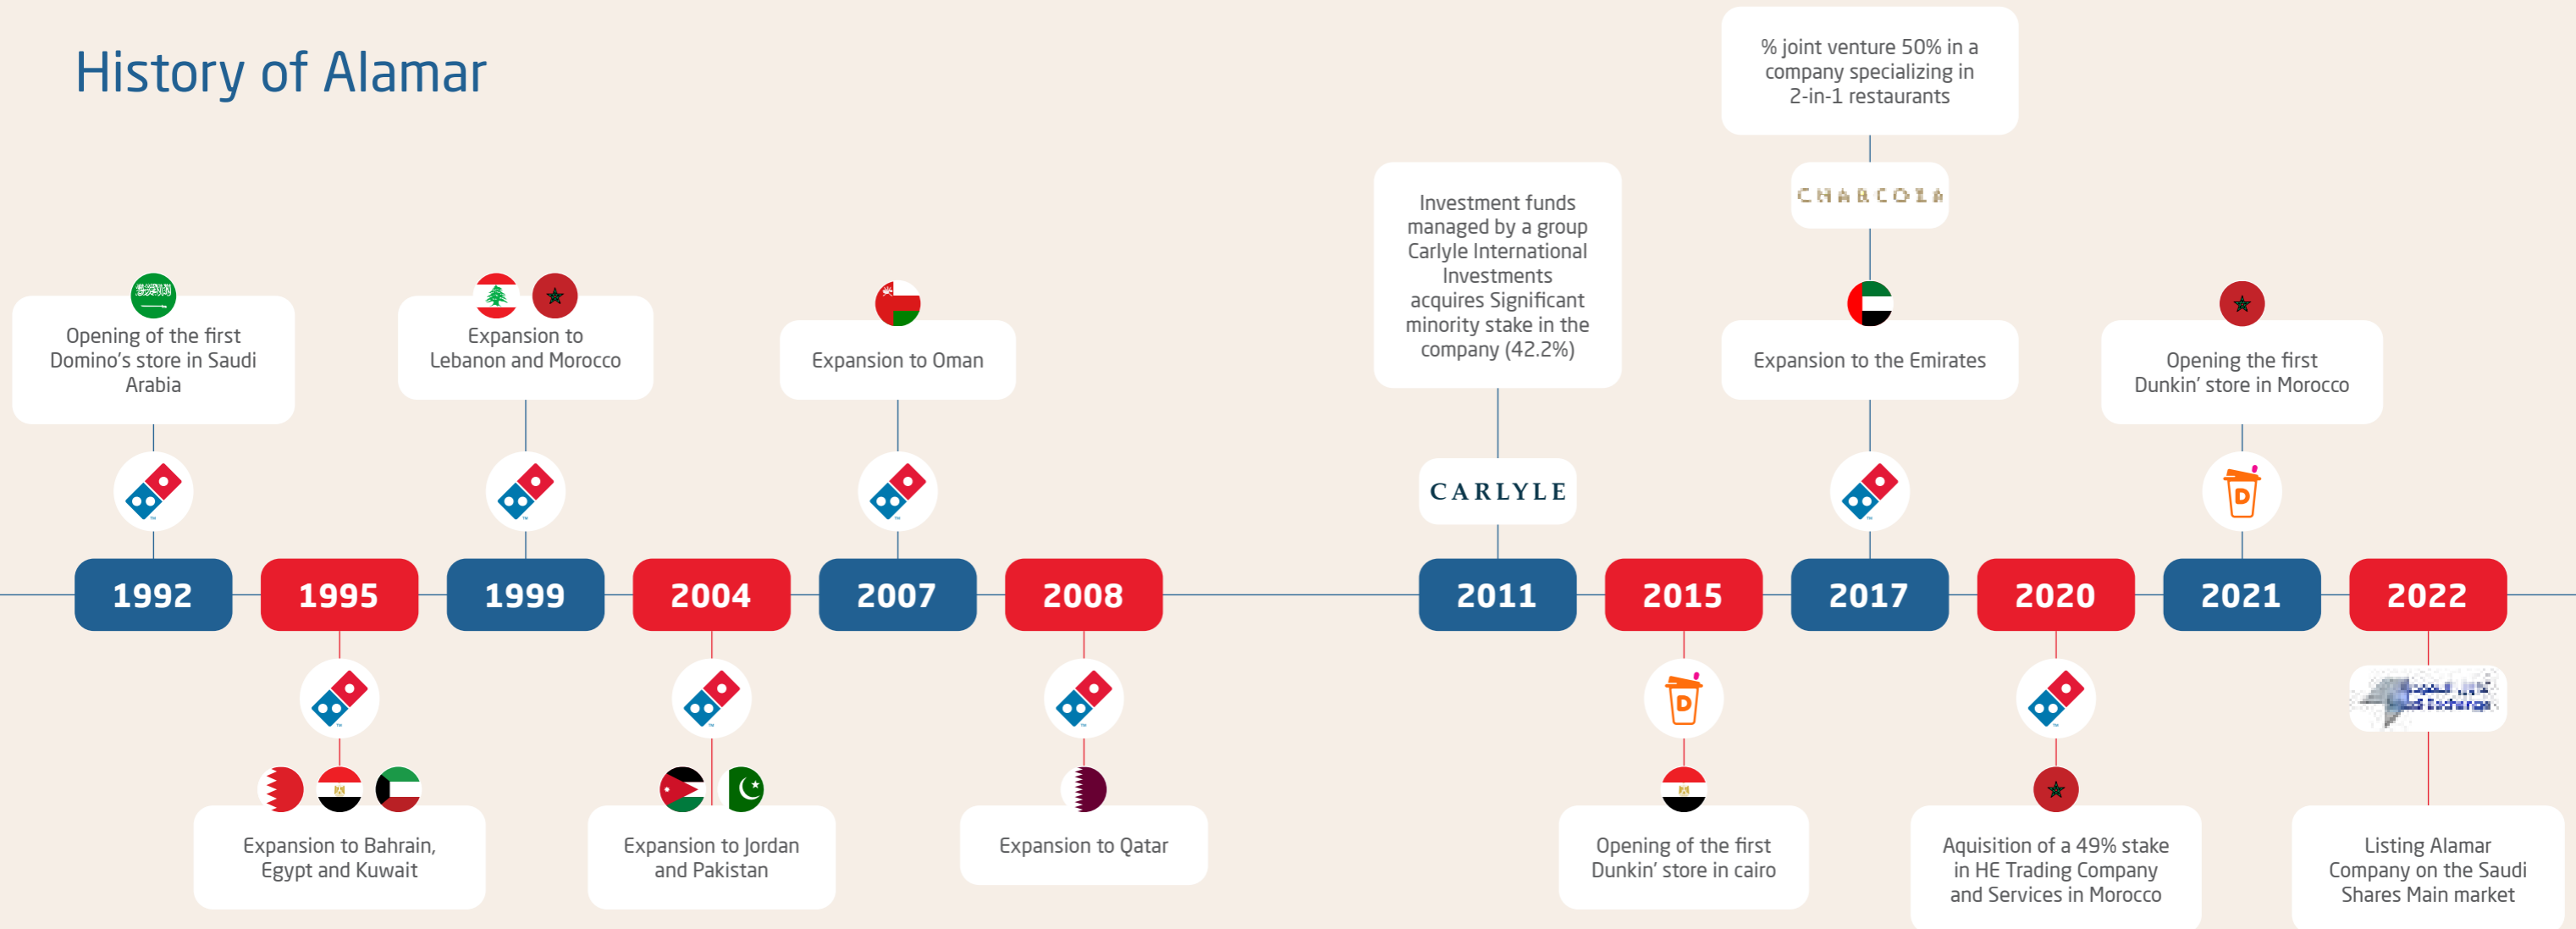 History of Alamar
% joint venture 50% in a
company specializing in
2-in-1 restaurants
Investment funds
managed by a group
Carlyle International
Investments
acquires Significant
minority stake in the
company (42.2%)
Opening of the first
Domino's store in Saudi
Arabia
Expansion to
Lebanon and Morocco
Expansion to Oman
Expansion to the Emirates
Opening the first
Dunkin' store in Morocco
CARLYLE
D
1992
1995
1999
2004
2007
2008
2011
2015
2017
2020
2021
2022
D
Expansion to Bahrain,
Egypt and Kuwait
Expansion to Jordan
and Pakistan
Expansion to Qatar
Opening of the first
Dunkin' store in cairo
Aquisition of a 49% stake
in HE Trading Company
and Services in Morocco
Listing Alamar
Company on the Saudi
Shares Main market